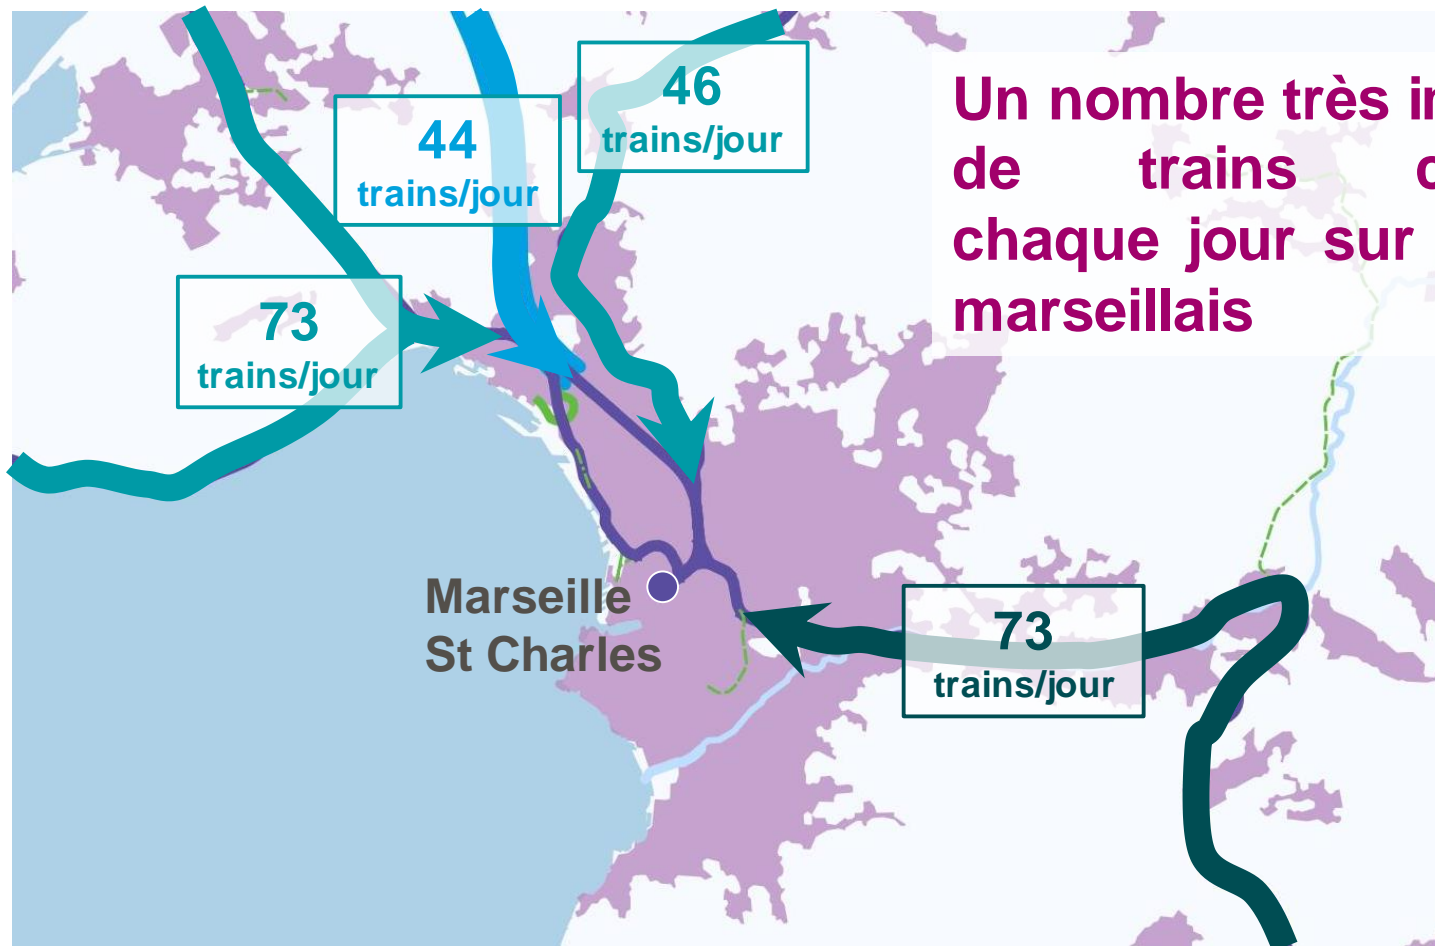 46
trains/jour
44
trains/jour
Un nombre très
de trains
chaque jour sur
marseillais
73
trains/jour
Marseille
St Charles
73
trains/jour